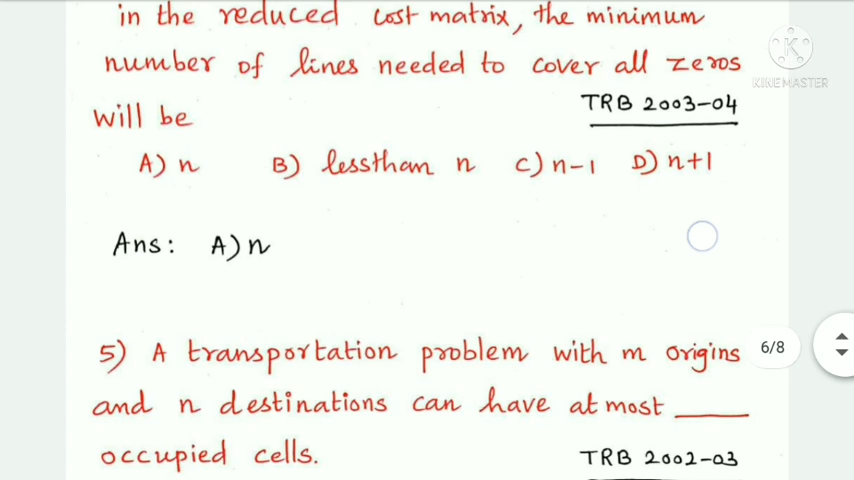 in the reduced cost matrix, the minimum
number of lines needed to cover all zeros
will be
TRB 2003-04
A) n B) lessthan n C) n-1 D) n+1
Ans: A) n
5) A transportation problem with m origins
and n destinations can have at most ____
occupied cells.
TRB 2002-03
6/8
K
KINEMASTER